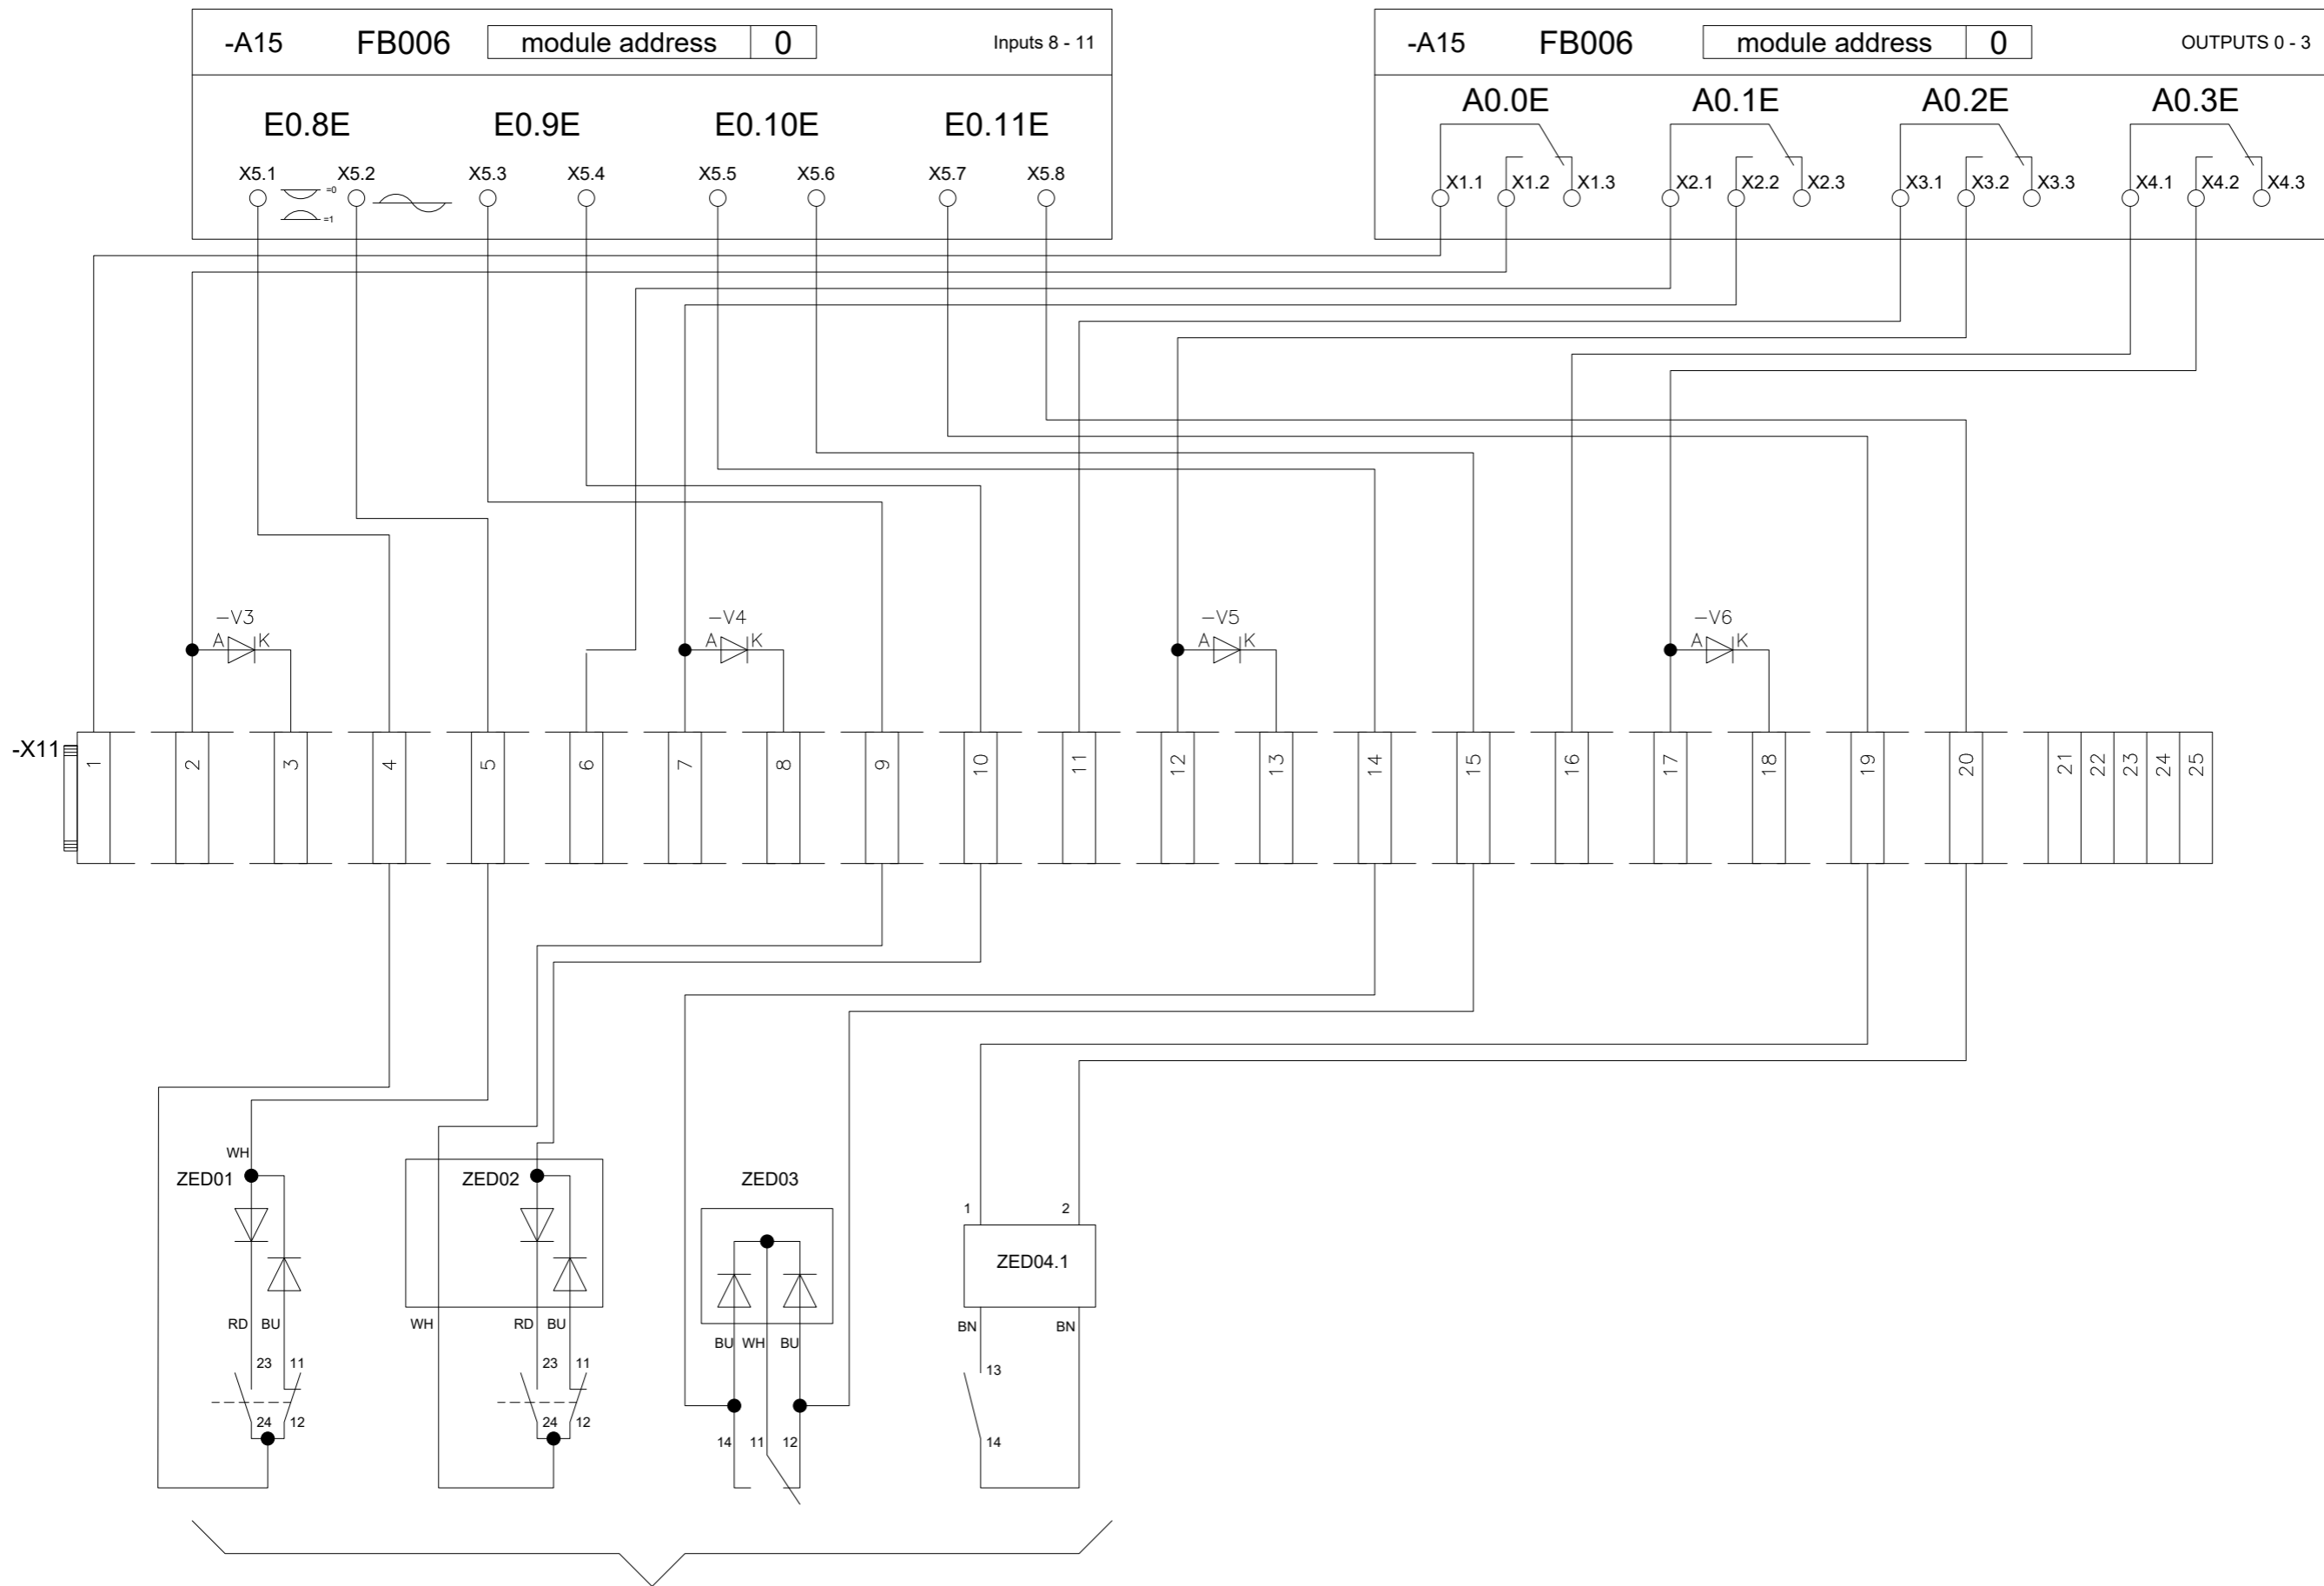 -A15 FB006 module address 0 Inputs 8 - 11
-A15 FB006 module address 0 OUTPUTS 0 - 3
E0.8E E0.9E E0.10E E0.11E
A0.0E A0.1E A0.2E A0.3E
X5.1 =0 X5.2 X5.3 X5.4 X5.5 X5.6 X5.7 X5.8
=1
X1.1 X1.2 X1.3 X2.1 X2.2 X2.3 X3.1 X3.2 X3.3 X4.1 X4.2 X4.3
-V3 -V4 -V5 -V6
A K A K A K A K
-X11 1 2 3 4 5 6 7 8 9 10 11 12 13 14 15 16 17 18 19 20 21 22 23 24 25
WH
ZED01 ZED02 ZED03
1 2
ZED04.1
RD BU WH RD BU BU WH BU BN BN
23 11 23 11 13
24 12 24 12 14 11 12 14